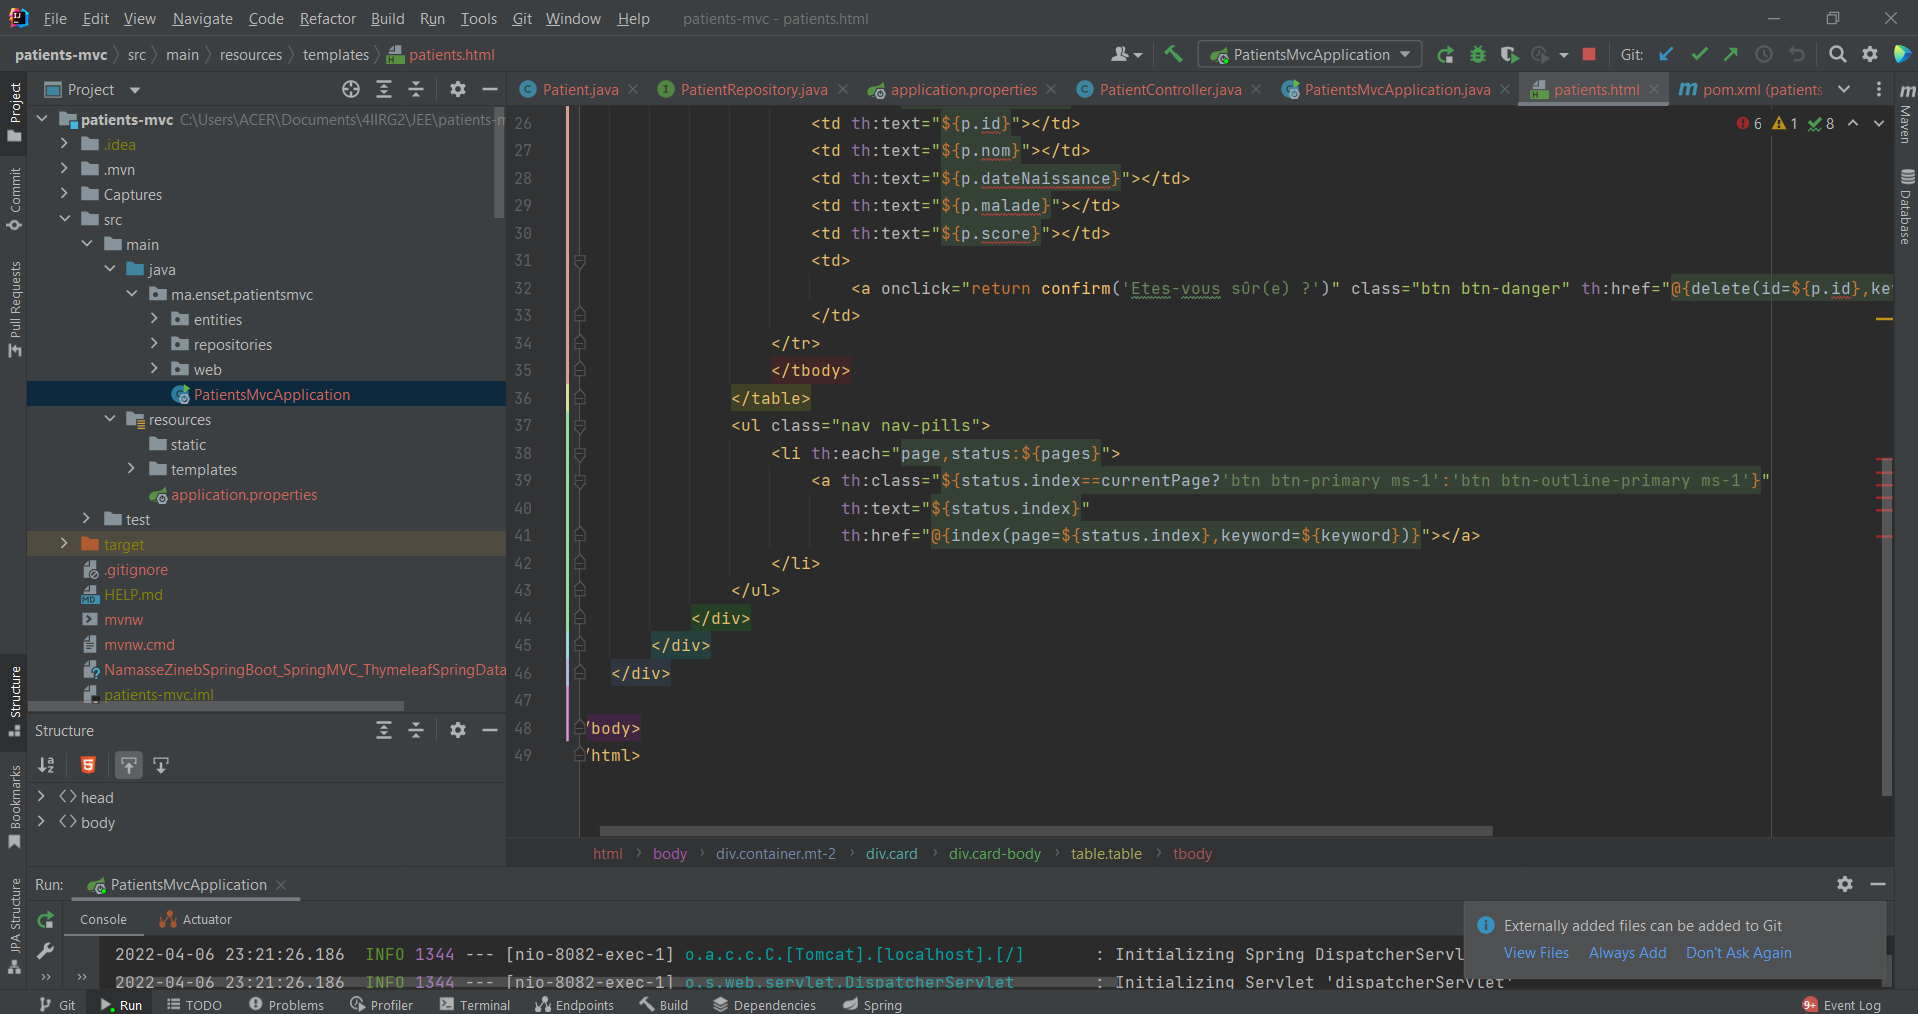 File Edit View Navigate Code Refactor Build Run Tools Git Window Help patients-mvc - patients.html
patients-mvc src main resources templates patients.html PatientsMvcApplication Git:
Project Patient.java PatientRepository.java application.properties PatientController.java PatientsMvcApplication.java patients.html pom.xml (patients
Project
Commit
Pull Requests
Structure
Bookmarks
JPA Structure
Maven
Database
patients-mvc C:\Users\ACER\Documents\4IIRG2\JEE\patients-m
.idea
.mvn
Captures
src
main
java
ma.enset.patientsmvc
entities
repositories
web
PatientsMvcApplication
resources
static
templates
application.properties
test
target
.gitignore
HELP.md
mvnw
mvnw.cmd
NamasseZinebSpringBoot_SpringMVC_ThymeleafSpringData
patients-mvc.iml
Structure
head
body
6 1 8
26 <td th:text="${p.id}"></td>
27 <td th:text="${p.nom}"></td>
28 <td th:text="${p.dateNaissance}"></td>
29 <td th:text="${p.malade}"></td>
30 <td th:text="${p.score}"></td>
31 <td>
32 <a onclick="return confirm('Etes-vous sûr(e) ?')" class="btn btn-danger" th:href="@{delete(id=${p.id},ke
33 </td>
34 </tr>
35 </tbody>
36 </table>
37 <ul class="nav nav-pills">
38 <li th:each="page,status:${pages}">
39 <a th:class="${status.index==currentPage?'btn btn-primary ms-1':'btn btn-outline-primary ms-1'}"
40 th:text="${status.index}"
41 th:href="@{index(page=${status.index},keyword=${keyword})}"></a>
42 </li>
43 </ul>
44 </div>
45 </div>
46 </div>
47
48 /body>
49 /html>
html body div.container.mt-2 div.card div.card-body table.table tbody
Run: PatientsMvcApplication
Console Actuator
2022-04-06 23:21:26.186 INFO 1344 --- [nio-8082-exec-1] o.a.c.c.C.[Tomcat].[localhost].[/] : Initializing Spring DispatcherServl
2022-04-06 23:21:26.186 INFO 1344 --- [nio-8082-exec-1] o.s.web.servlet.DispatcherServlet : Initializing Servlet 'dispatcherServlet'
Externally added files can be added to Git
View Files Always Add Don't Ask Again
Git Run TODO Problems Profiler Terminal Endpoints Build Dependencies Spring 9+ Event Log